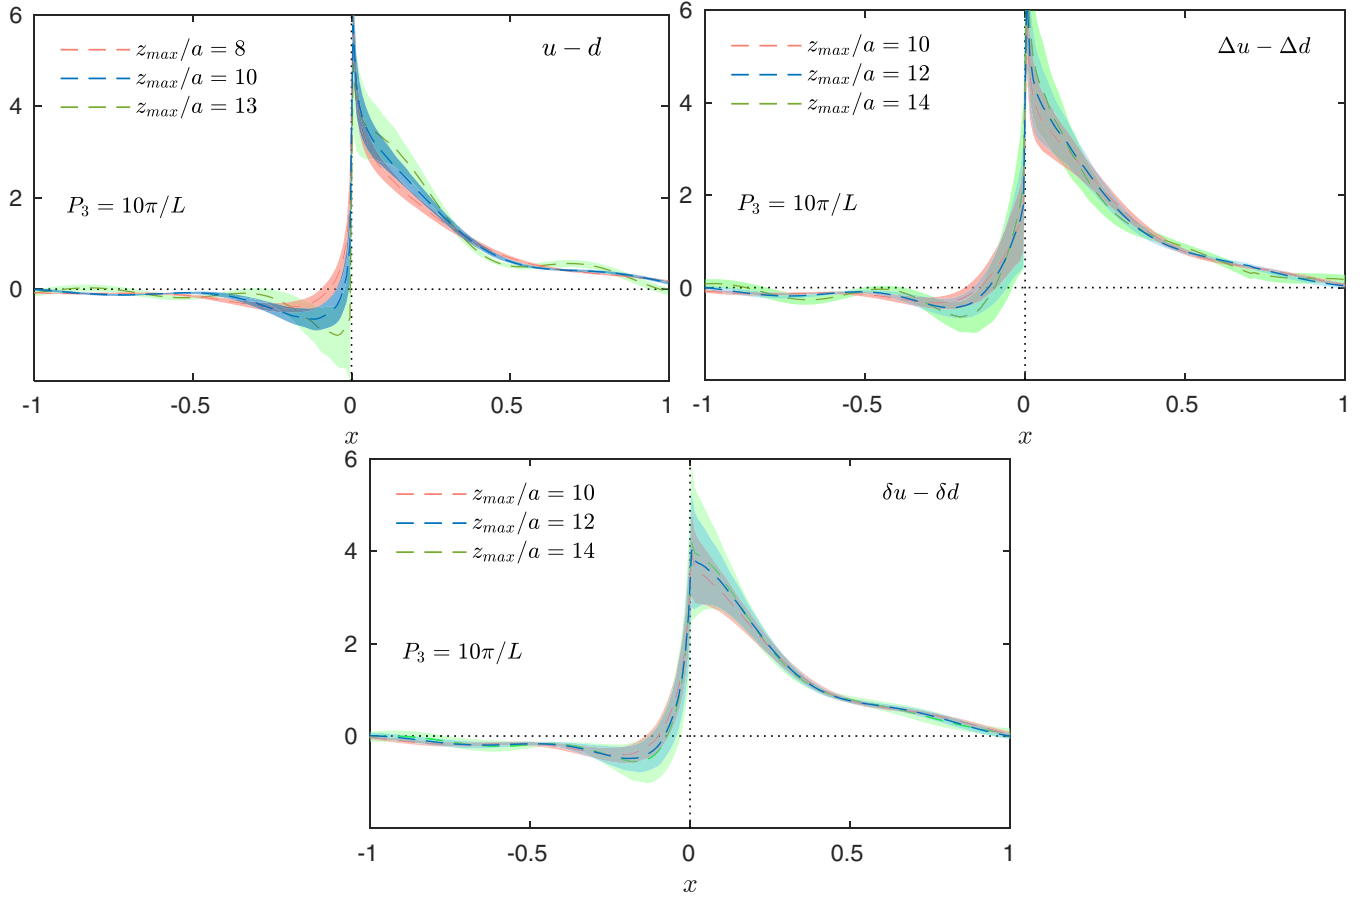 6
4
2
0
z_max/a = 8
z_max/a = 10
z_max/a = 13
u − d
P_3 = 10π/L
-1 -0.5 0 0.5 1
x
6
4
2
0
z_max/a = 10
z_max/a = 12
z_max/a = 14
Δu − Δd
P_3 = 10π/L
-1 -0.5 0 0.5 1
x
6
4
2
0
z_max/a = 10
z_max/a = 12
z_max/a = 14
δu − δd
P_3 = 10π/L
-1 -0.5 0 0.5 1
x